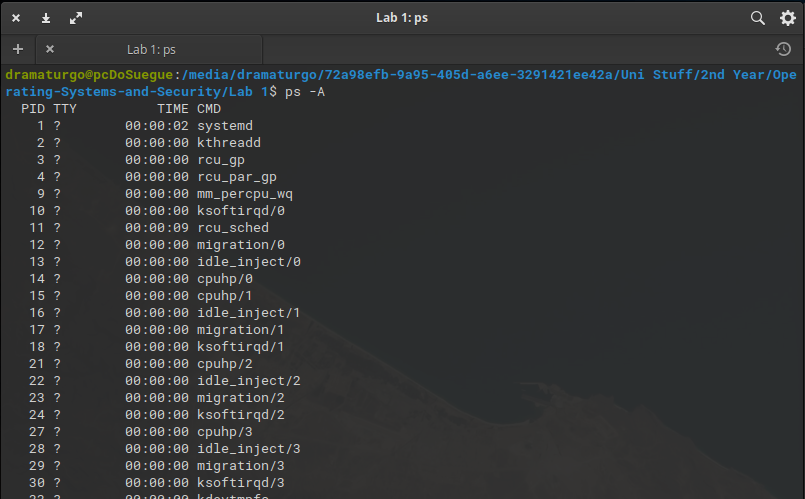 Lab 1: ps
Lab 1: ps
dramaturgo@pcDoSuegue:/media/dramaturgo/72a98efb-9a95-405d-a6ee-3291421ee42a/Uni Stuff/2nd Year/Ope
rating-Systems-and-Security/Lab 1$ ps -A
PID TTY TIME CMD
1 ? 00:00:02 systemd
2 ? 00:00:00 kthreadd
3 ? 00:00:00 rcu_gp
4 ? 00:00:00 rcu_par_gp
9 ? 00:00:00 mm_percpu_wq
10 ? 00:00:00 ksoftirqd/0
11 ? 00:00:09 rcu_sched
12 ? 00:00:00 migration/0
13 ? 00:00:00 idle_inject/0
14 ? 00:00:00 cpuhp/0
15 ? 00:00:00 cpuhp/1
16 ? 00:00:00 idle_inject/1
17 ? 00:00:00 migration/1
18 ? 00:00:00 ksoftirqd/1
21 ? 00:00:00 cpuhp/2
22 ? 00:00:00 idle_inject/2
23 ? 00:00:00 migration/2
24 ? 00:00:00 ksoftirqd/2
27 ? 00:00:00 cpuhp/3
28 ? 00:00:00 idle_inject/3
29 ? 00:00:00 migration/3
30 ? 00:00:00 ksoftirqd/3